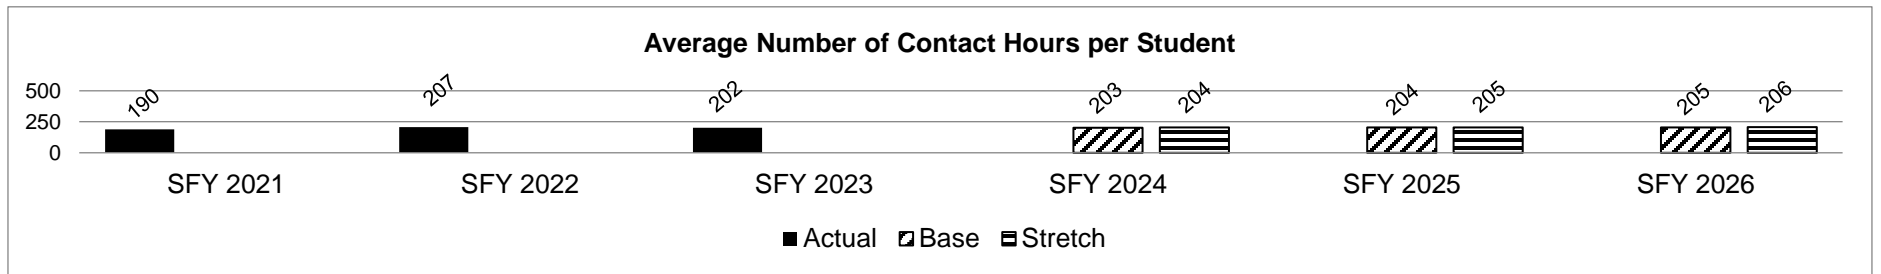 Average Number of Contact Hours per Student
500
250
0
190
207
202
203
204
204
205
205
206
SFY 2021
SFY 2022
SFY 2023
SFY 2024
SFY 2025
SFY 2026
Actual Base Stretch